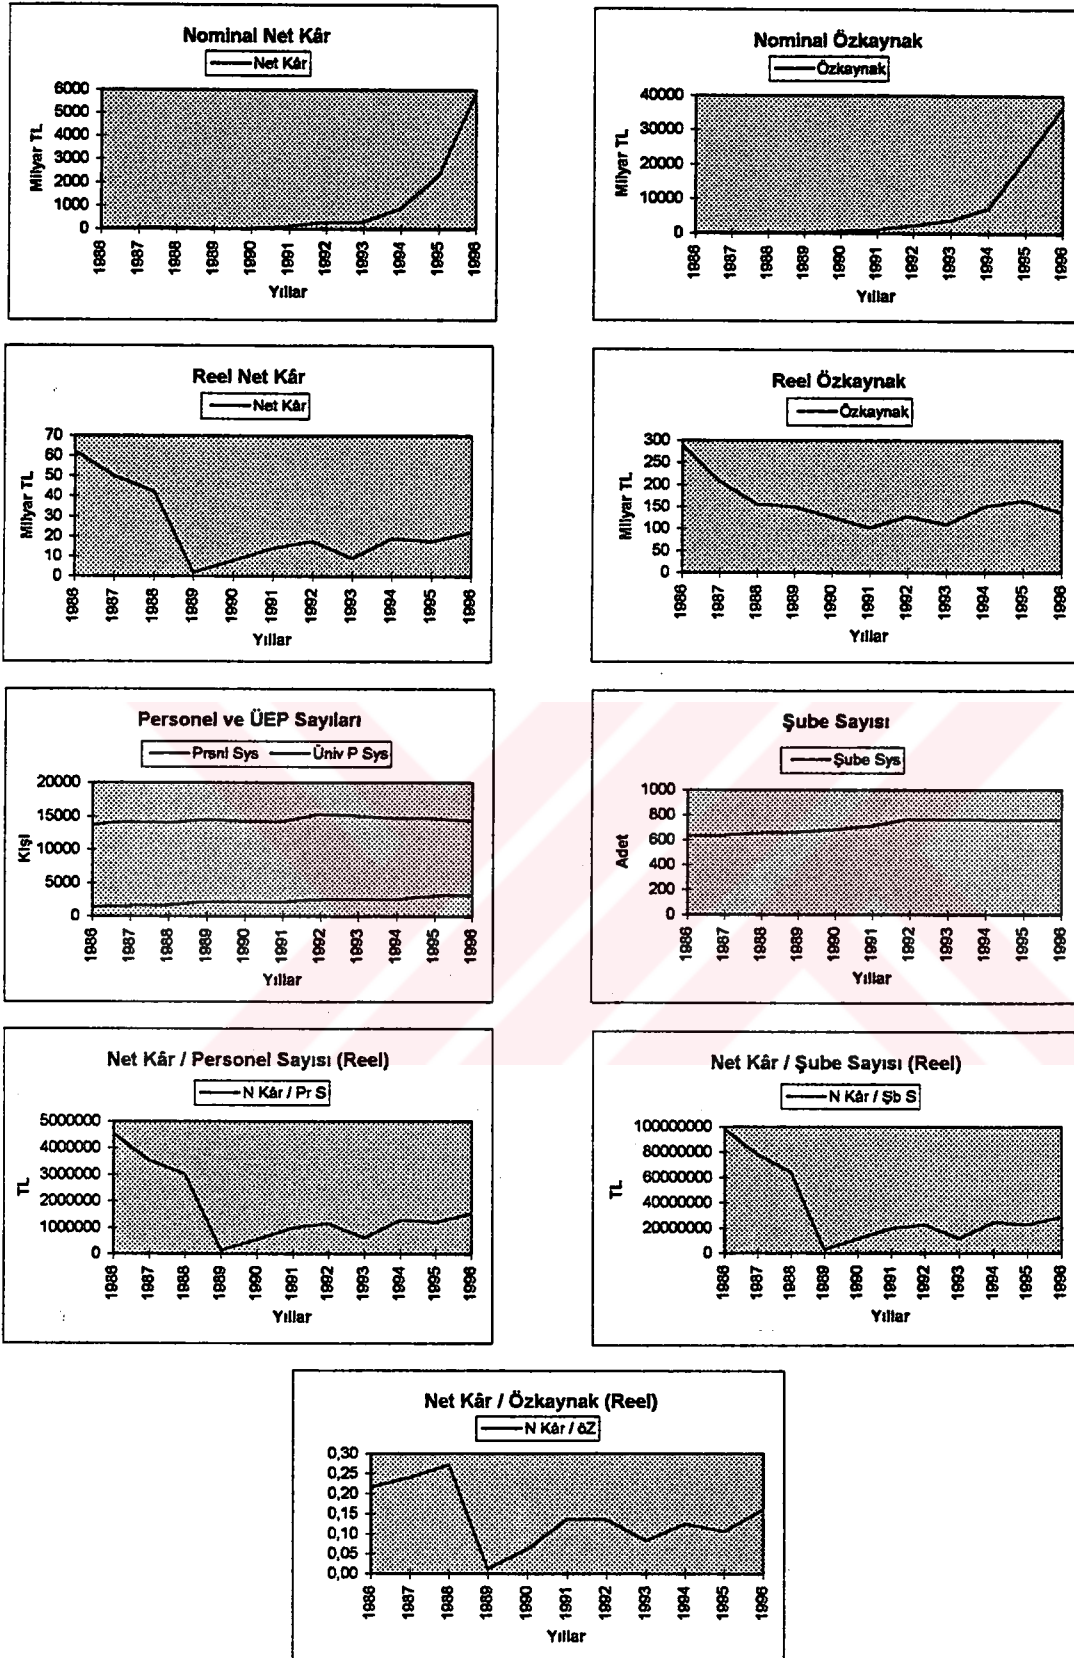 Nominal Net Kâr
Net Kâr
6000
5000
4000
3000
2000
1000
0
Milyar TL
1986 1987 1988 1989 1990 1991 1992 1993 1994 1995 1996
Yıllar
Nominal Özkaynak
Özkaynak
40000
30000
20000
10000
0
Milyar TL
1986 1987 1988 1989 1990 1991 1992 1993 1994 1995 1996
Yıllar
Reel Net Kâr
Net Kâr
70
60
50
40
30
20
10
0
Milyar TL
1986 1987 1988 1989 1990 1991 1992 1993 1994 1995 1996
Yıllar
Reel Özkaynak
Özkaynak
300
250
200
150
100
50
0
Milyar TL
1986 1987 1988 1989 1990 1991 1992 1993 1994 1995 1996
Yıllar
Personel ve ÜEP Sayıları
Prsnl Sys Üniv P Sys
20000
15000
10000
5000
0
Kişi
1986 1987 1988 1989 1990 1991 1992 1993 1994 1995 1996
Yıllar
Şube Sayısı
Şube Sys
1000
800
600
400
200
0
Adet
1986 1987 1988 1989 1990 1991 1992 1993 1994 1995 1996
Yıllar
Net Kâr / Personel Sayısı (Reel)
N Kâr / Pr S
5000000
4000000
3000000
2000000
1000000
0
TL
1986 1987 1988 1989 1990 1991 1992 1993 1994 1995 1996
Yıllar
Net Kâr / Şube Sayısı (Reel)
N Kâr / Şb S
100000000
80000000
60000000
40000000
20000000
0
TL
1986 1987 1988 1989 1990 1991 1992 1993 1994 1995 1996
Yıllar
Net Kâr / Özkaynak (Reel)
N Kâr / öZ
0,30
0,25
0,20
0,15
0,10
0,05
0,00
1986 1987 1988 1989 1990 1991 1992 1993 1994 1995 1996
Yıllar